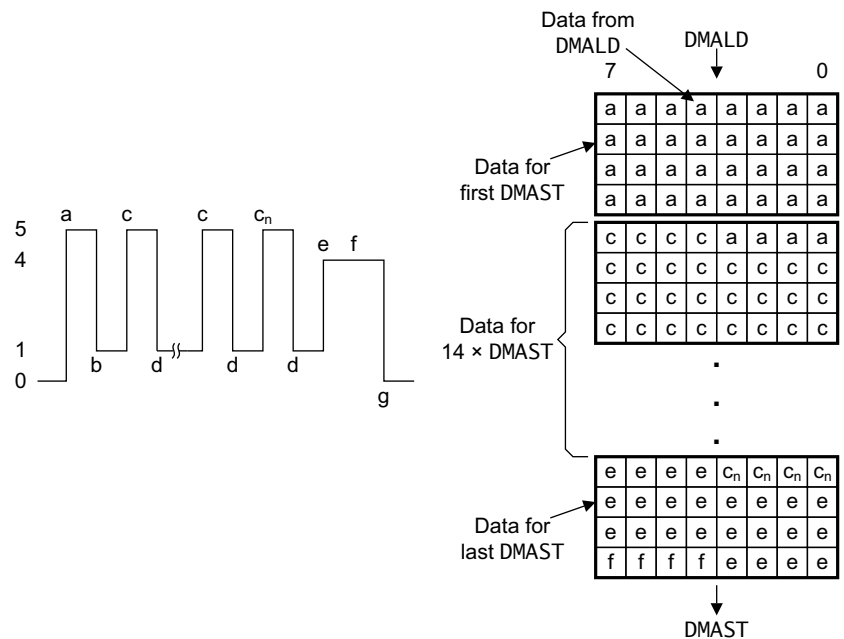 Data from
DMALD
DMALD
7 0
a a a a a a a a
a a a a a a a a
a a a a a a a a
a a a a a a a a
Data for
first DMAST
c c c c a a a a
c c c c c c c c
c c c c c c c c
c c c c c c c c
Data for
14 × DMAST
.
.
.
e e e e cₙ cₙ cₙ cₙ
e e e e e e e e
e e e e e e e e
f f f f e e e e
Data for
last DMAST
DMAST
a c c cₙ
5
e f
4
1
b d d d
0
g